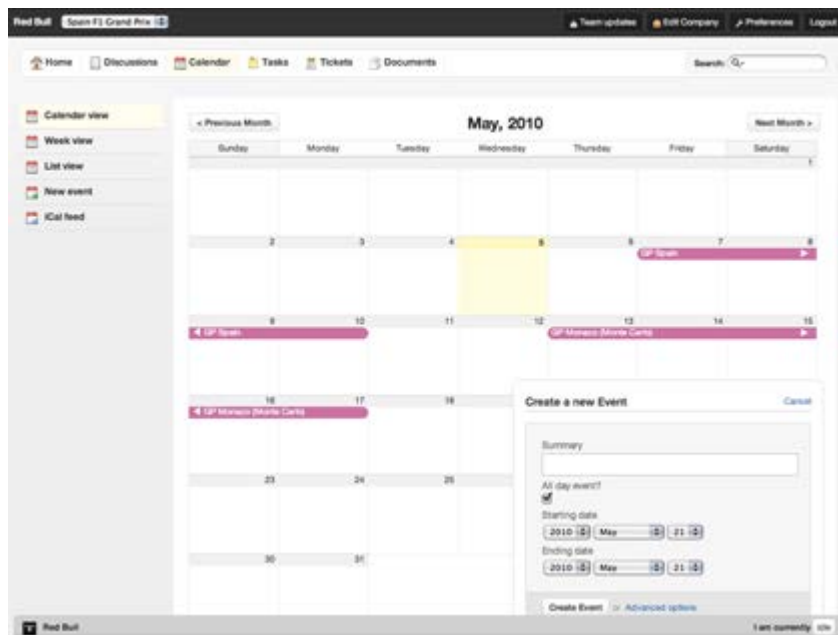 Red Bull Spain F1 Grand Prix Team updates Edit Company Preferences Logout
Home Discussions Calendar Tasks Tickets Documents Search:
Calendar view
Week view
List view
New event
iCal feed
« Previous Month May, 2010 Next Month »
Sunday Monday Tuesday Wednesday Thursday Friday Saturday
1
2 3 4 5 6 7 8
GP Spain
9 10 11 12 13 14 15
GP Spain GP Monaco (Monte Carlo)
16 17 18
GP Monaco (Monte Carlo)
23 24 25
30 31
Create a new Event Cancel
Summary
All day event?
Starting date
2010 May 21
Ending date
2010 May 21
Create Event or Advanced options
Red Bull I am currently Idle